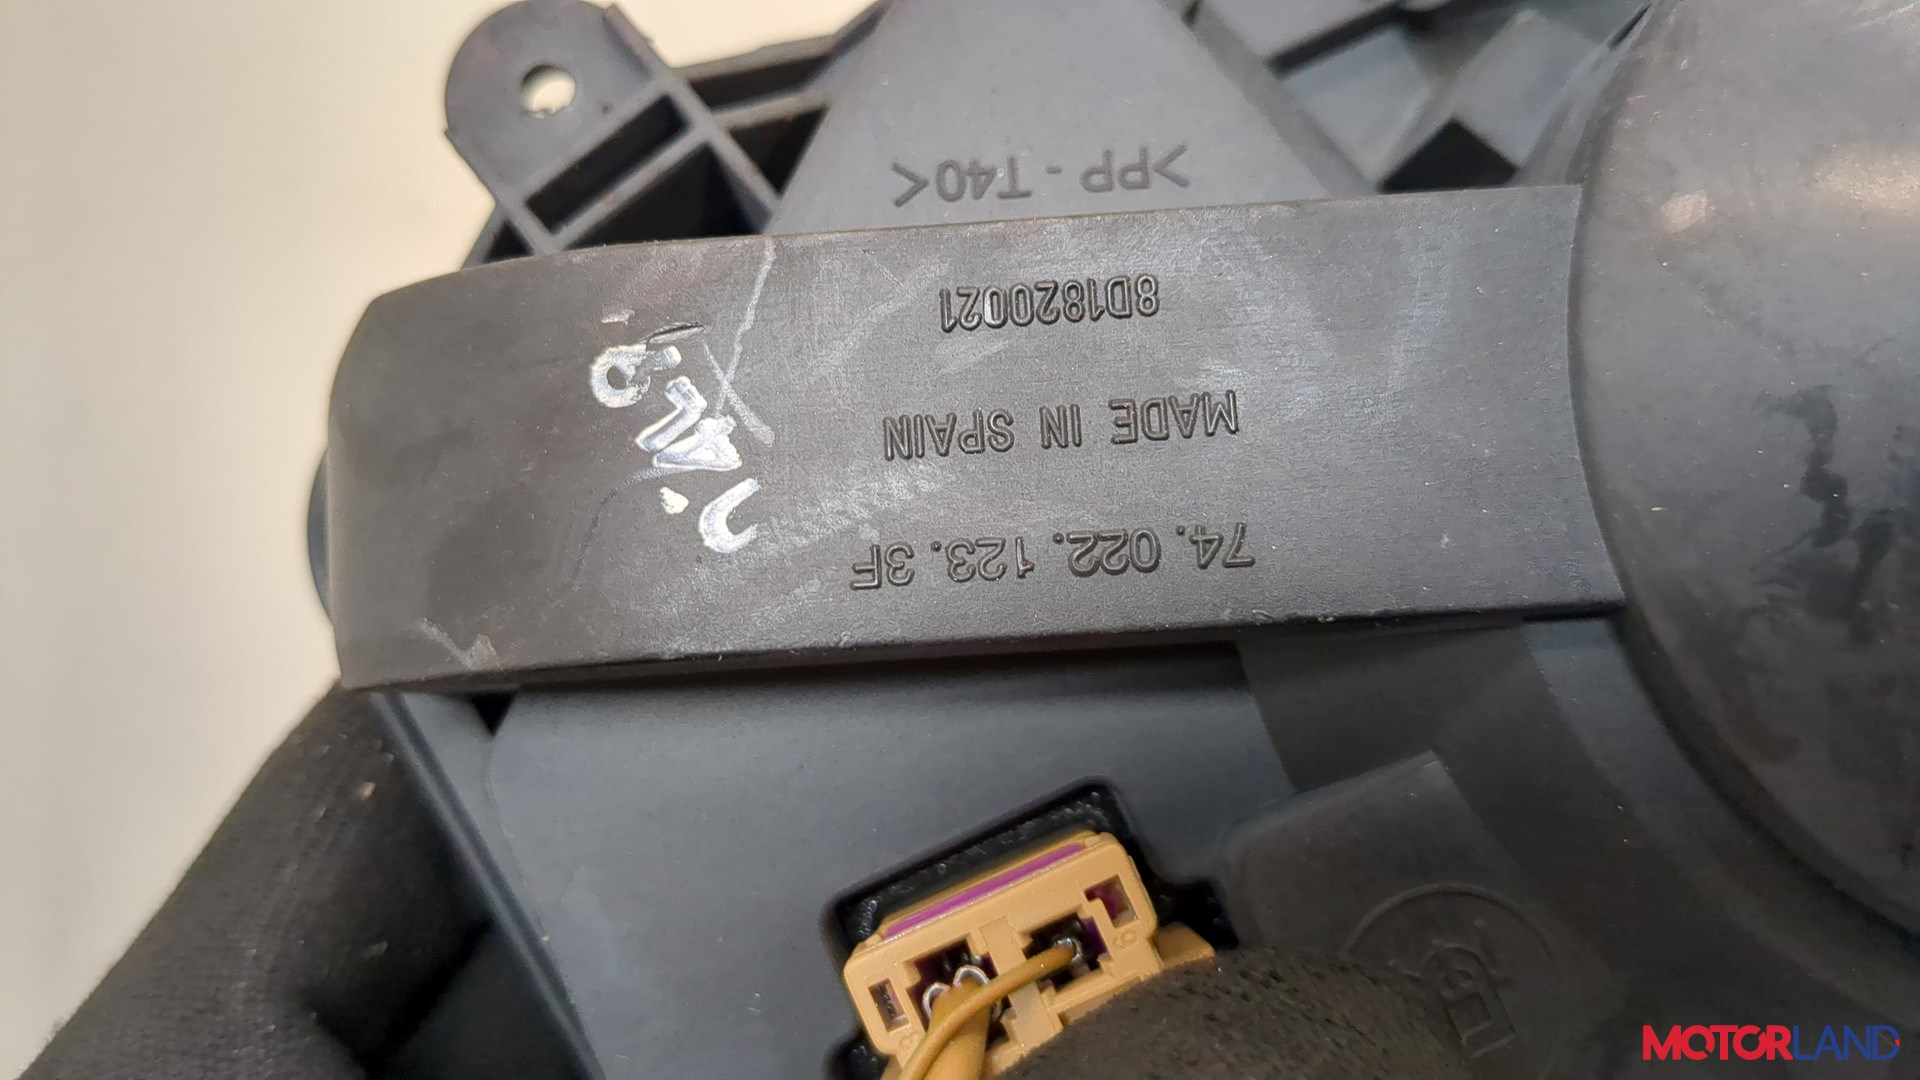 74. 022. 123. 3F
MADE IN SPAIN
8D1820021
>PP - T40<
MOTORLAND